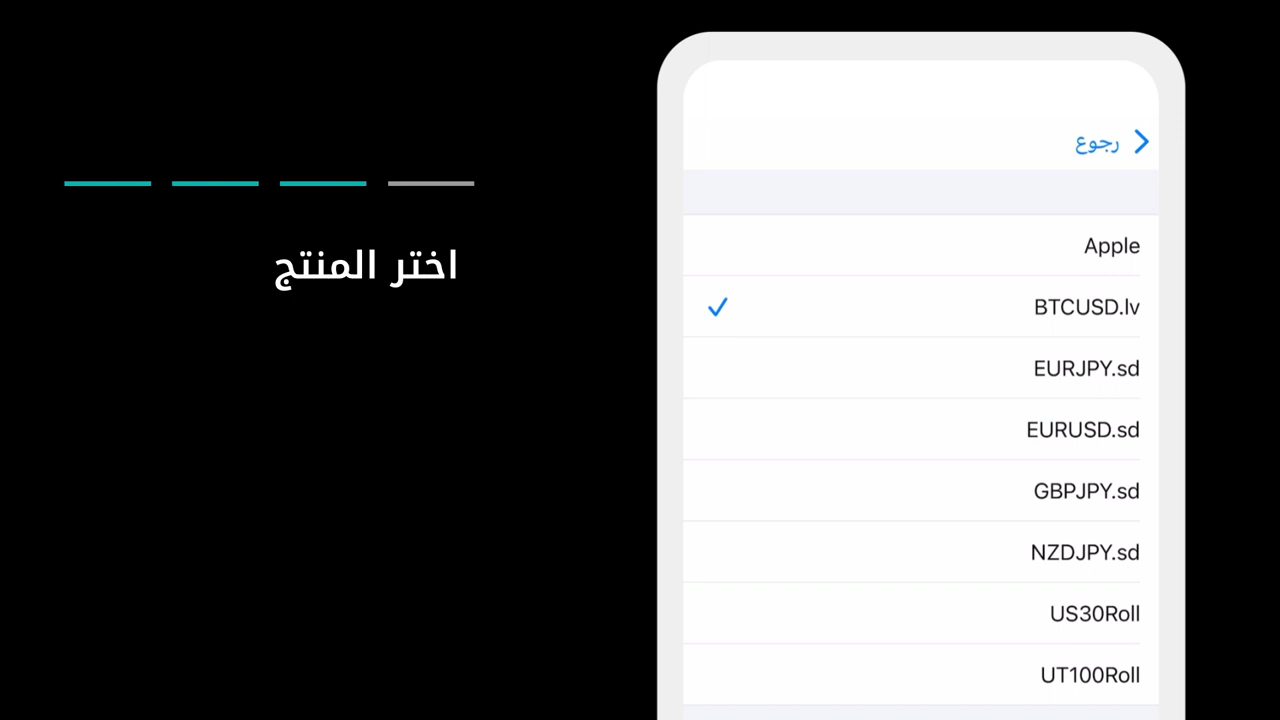 اختر المنتج
رجوع
Apple
BTCUSD.lv
EURJPY.sd
EURUSD.sd
GBPJPY.sd
NZDJPY.sd
US30Roll
UT100Roll